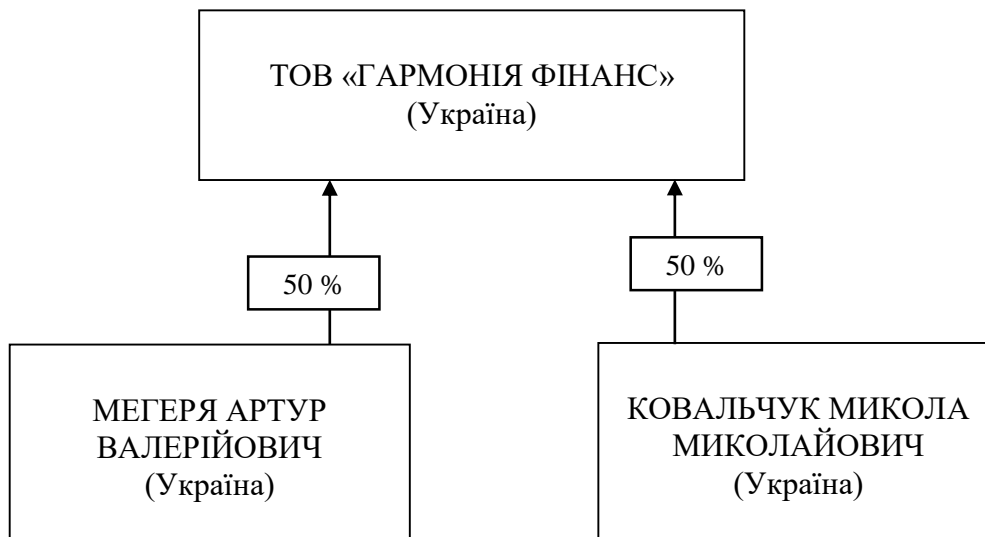 ТОВ «ГАРМОНІЯ ФІНАНС»
(Україна)
50 %
50 %
МЕГЕРЯ АРТУР
ВАЛЕРІЙОВИЧ
(Україна)
КОВАЛЬЧУК МИКОЛА
МИКОЛАЙОВИЧ
(Україна)